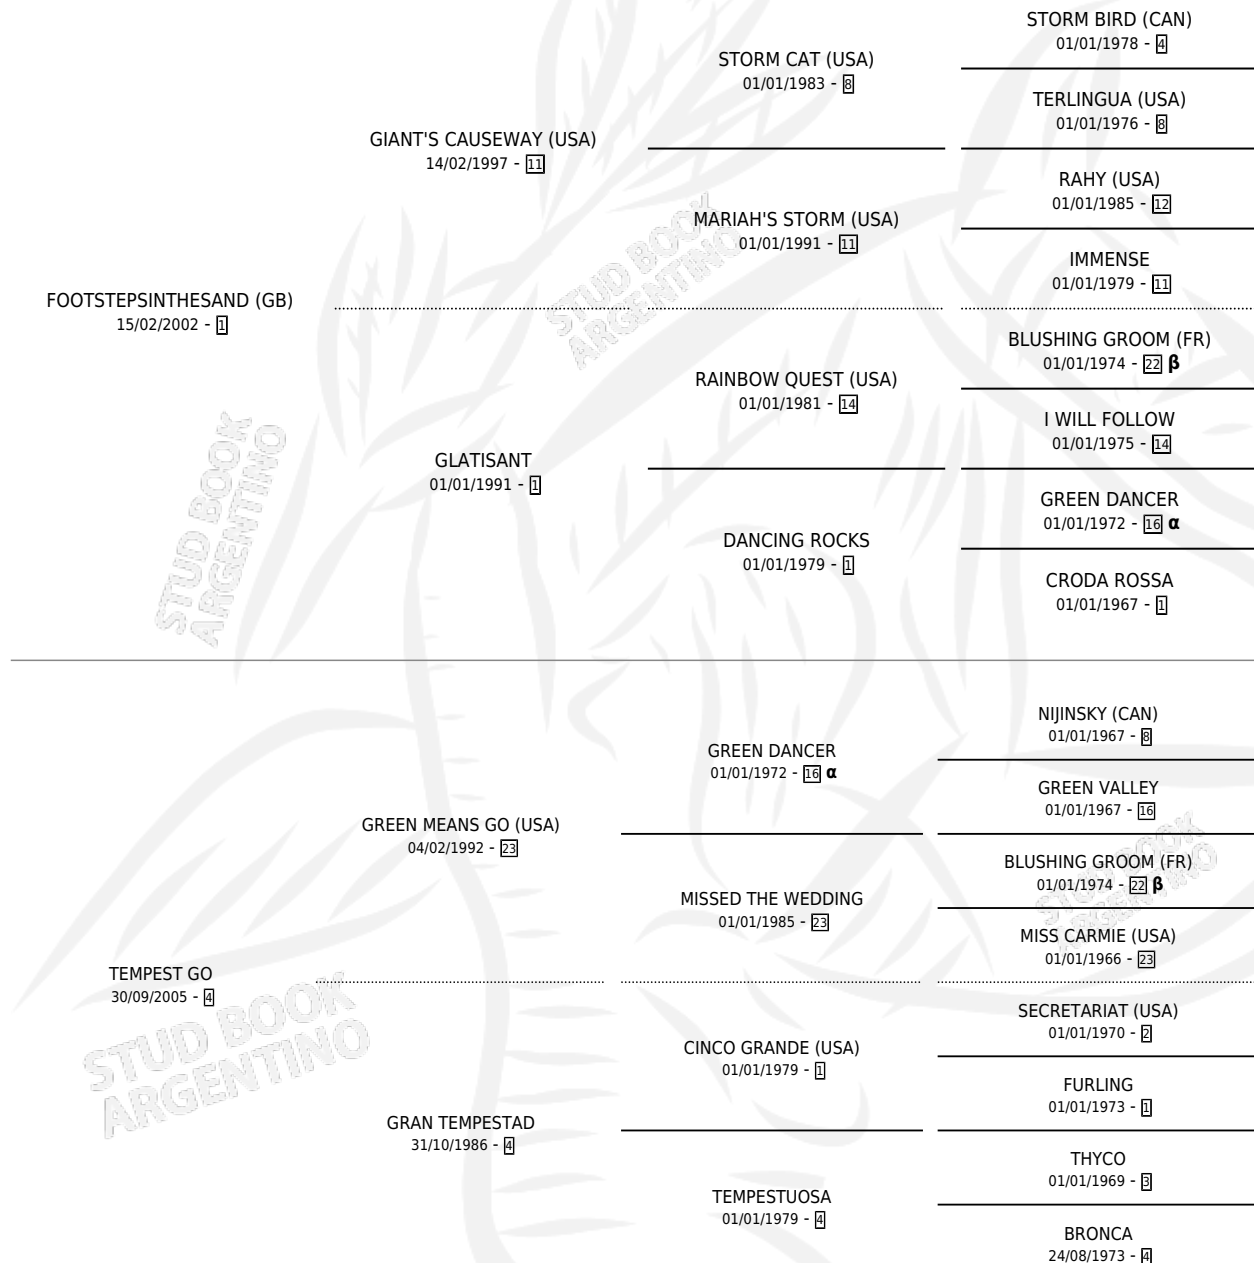 STORM BIRD (CAN)
01/01/1978 - 4
STORM CAT (USA)
01/01/1983 - 8
TERLINGUA (USA)
01/01/1976 - 8
GIANT'S CAUSEWAY (USA)
14/02/1997 - 11
RAHY (USA)
01/01/1985 - 12
MARIAH'S STORM (USA)
01/01/1991 - 11
IMMENSE
01/01/1979 - 11
FOOTSTEPSINTHESAND (GB)
15/02/2002 - 1
BLUSHING GROOM (FR)
01/01/1974 - 22 β
RAINBOW QUEST (USA)
01/01/1981 - 14
I WILL FOLLOW
01/01/1975 - 14
GLATISANT
01/01/1991 - 1
GREEN DANCER
01/01/1972 - 16 α
DANCING ROCKS
01/01/1979 - 1
CRODA ROSSA
01/01/1967 - 1
NIJINSKY (CAN)
01/01/1967 - 8
GREEN DANCER
01/01/1972 - 16 α
GREEN VALLEY
01/01/1967 - 16
GREEN MEANS GO (USA)
04/02/1992 - 23
BLUSHING GROOM (FR)
01/01/1974 - 22 β
MISSED THE WEDDING
01/01/1985 - 23
MISS CARMIE (USA)
01/01/1966 - 23
TEMPEST GO
30/09/2005 - 4
SECRETARIAT (USA)
01/01/1970 - 2
CINCO GRANDE (USA)
01/01/1979 - 1
FURLING
01/01/1973 - 1
GRAN TEMPESTAD
31/10/1986 - 4
THYCO
01/01/1969 - 3
TEMPESTUOSA
01/01/1979 - 4
BRONCA
24/08/1973 - 4
STUD BOOK
ARGENTINO
STUD BOOK
ARGENTINO
STUD BOOK
ARGENTINO
STUD BOOK
ARGENTINO